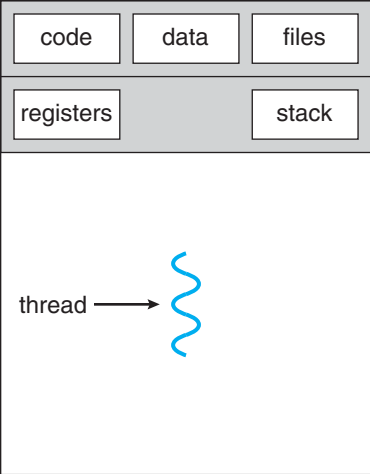 code data files
registers stack
thread